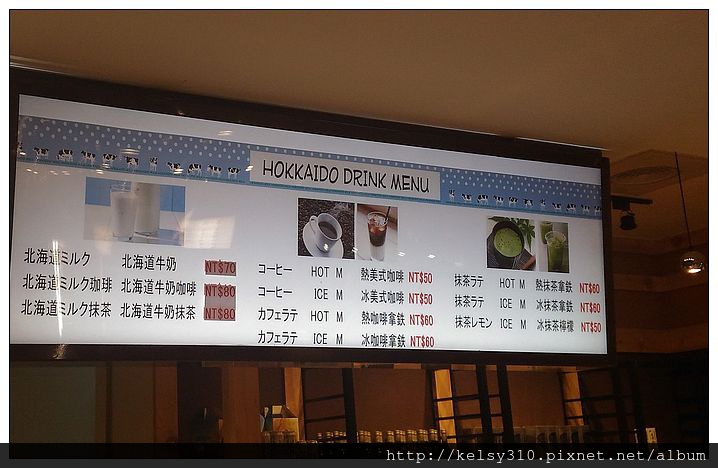 HOKKAIDO DRINK MENU
北海道ミルク 北海道牛奶 NT$70
北海道ミルク珈琲 北海道牛奶咖啡 NT$80
北海道ミルク抹茶 北海道牛奶抹茶 NT$80
コーヒー HOT M 熱美式咖啡 NT$50
コーヒー ICE M 冰美式咖啡 NT$50
カフェラテ HOT M 熱咖啡拿鉄 NT$60
カフェラテ ICE M 冰咖啡拿鉄 NT$60
抹茶ラテ HOT M 熱抹茶拿鉄 NT$60
抹茶ラテ ICE M 冰抹茶拿鉄 NT$60
抹茶レモン ICE M 冰抹茶檸檬 NT$50
http://kelsy310.pixnet.net/album